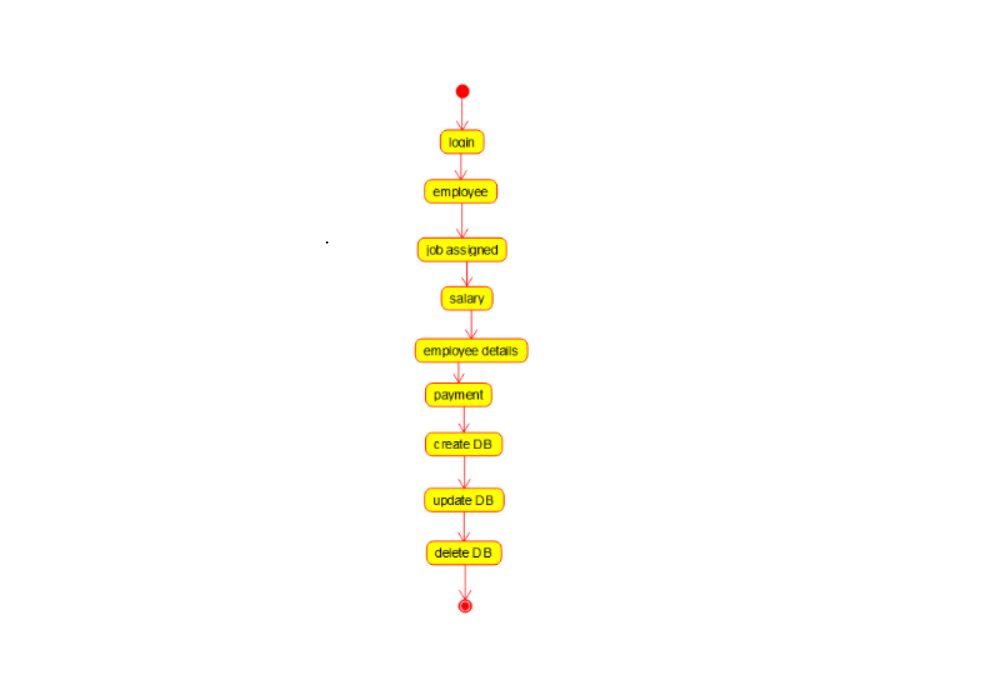 login
employee
job assigned
salary
employee details
payment
create DB
update DB
delete DB